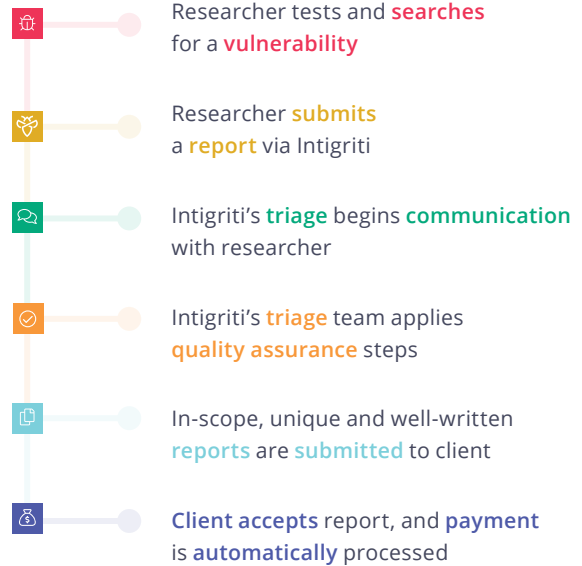 Researcher tests and searches
for a vulnerability
Researcher submits
a report via Intigriti
Intigriti’s triage begins communication
with researcher
Intigriti’s triage team applies
quality assurance steps
In-scope, unique and well-written
reports are submitted to client
Client accepts report, and payment
is automatically processed